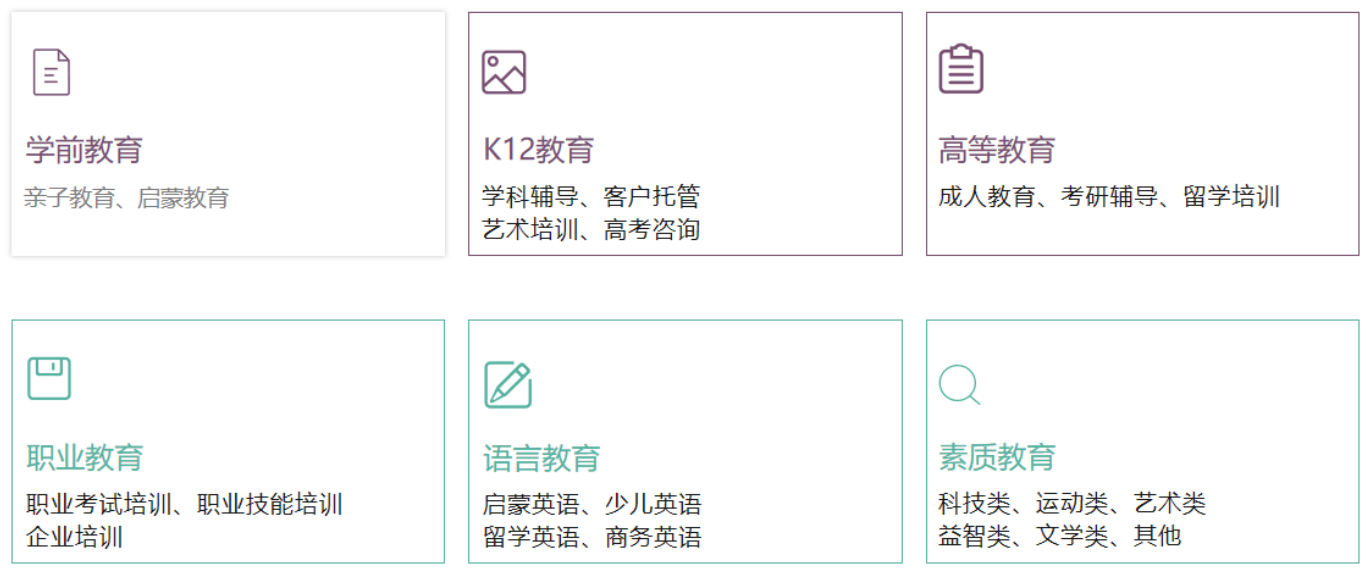 学前教育
亲子教育、启蒙教育
K12教育
学科辅导、客户托管
艺术培训、高考咨询
高等教育
成人教育、考研辅导、留学培训
职业教育
职业考试培训、职业技能培训
企业培训
语言教育
启蒙英语、少儿英语
留学英语、商务英语
素质教育
科技类、运动类、艺术类
益智类、文学类、其他